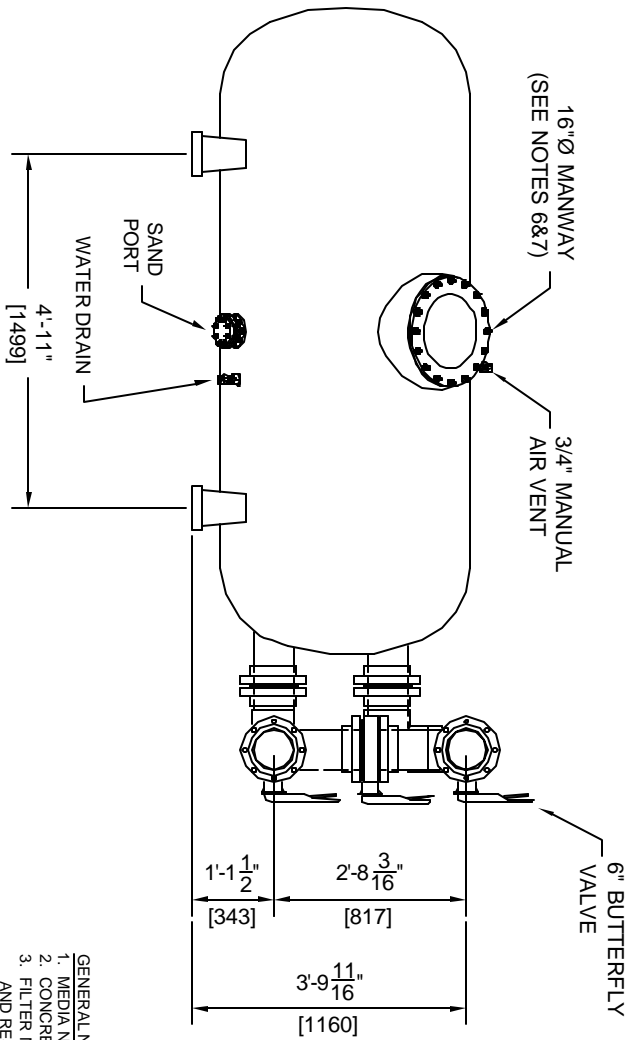 16"Ø MANWAY
(SEE NOTES 6&7)
3/4" MANUAL
AIR VENT
6" BUTTERFLY
VALVE
SAND
PORT
WATER DRAIN
4'-11"
[1499]
1'-1 1/2"
[343]
2'-8 3/16"
[817]
3'-9 11/16"
[1160]
GENERAL N
1. MEDIA N
2. CONCRE
3. FILTER
AND RE